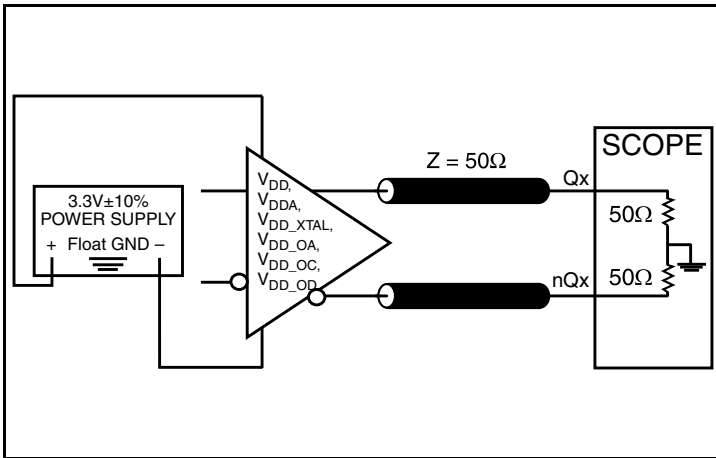 3.3V±10%
POWER SUPPLY
+ Float GND –
VDD,
VDDA,
VDD_XTAL,
VDD_OA,
VDD_OC,
VDD_OD
Z = 50Ω
Qx
nQx
SCOPE
50Ω
50Ω